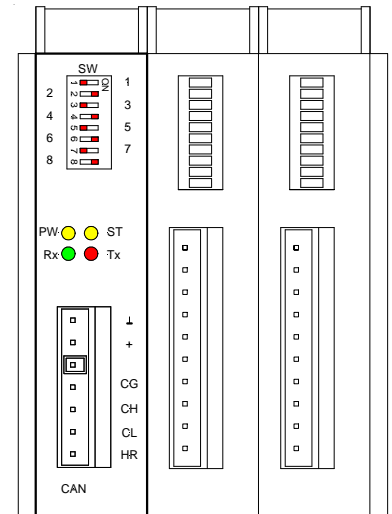 SW
ON
1 1
2 2
3 3
4 4
5 5
6 6
7 7
8 8
PW ST
Rx Tx
+
CG
CH
CL
HR
CAN